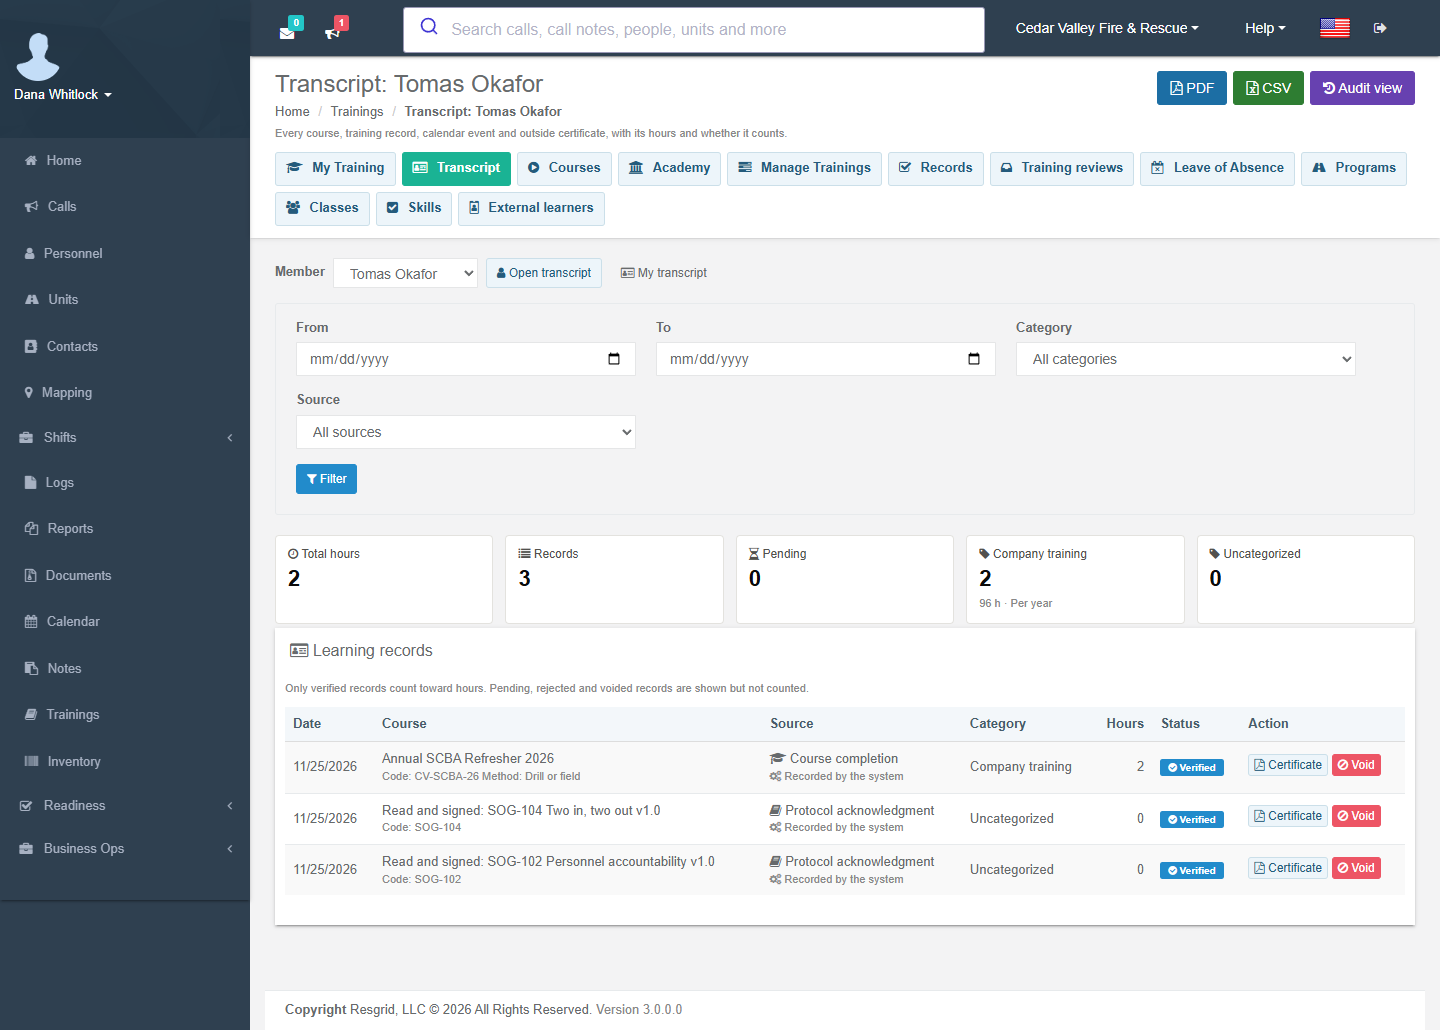 0
1
Search calls, call notes, people, units and more
Cedar Valley Fire & Rescue
Help
Dana Whitlock
Home
Calls
Personnel
Units
Contacts
Mapping
Shifts
Logs
Reports
Documents
Calendar
Notes
Trainings
Inventory
Readiness
Business Ops
Transcript: Tomas Okafor
Home / Trainings / Transcript: Tomas Okafor
Every course, training record, calendar event and outside certificate, with its hours and whether it counts.
PDF
CSV
Audit view
My Training
Transcript
Courses
Academy
Manage Trainings
Records
Training reviews
Leave of Absence
Programs
Classes
Skills
External learners
Member
Tomas Okafor
Open transcript
My transcript
From
To
Category
mm/dd/yyyy
mm/dd/yyyy
All categories
Source
All sources
Filter
Total hours
2
Records
3
Pending
0
Company training
2
96 h · Per year
Uncategorized
0
Learning records
Only verified records count toward hours. Pending, rejected and voided records are shown but not counted.
Date Course Source Category Hours Status Action
11/25/2026
Annual SCBA Refresher 2026
Code: CV-SCBA-26 Method: Drill or field
Course completion
Recorded by the system
Company training
2
Verified
Certificate
Void
11/25/2026
Read and signed: SOG-104 Two in, two out v1.0
Code: SOG-104
Protocol acknowledgment
Recorded by the system
Uncategorized
0
Verified
Certificate
Void
11/25/2026
Read and signed: SOG-102 Personnel accountability v1.0
Code: SOG-102
Protocol acknowledgment
Recorded by the system
Uncategorized
0
Verified
Certificate
Void
Copyright Resgrid, LLC © 2026 All Rights Reserved. Version 3.0.0.0